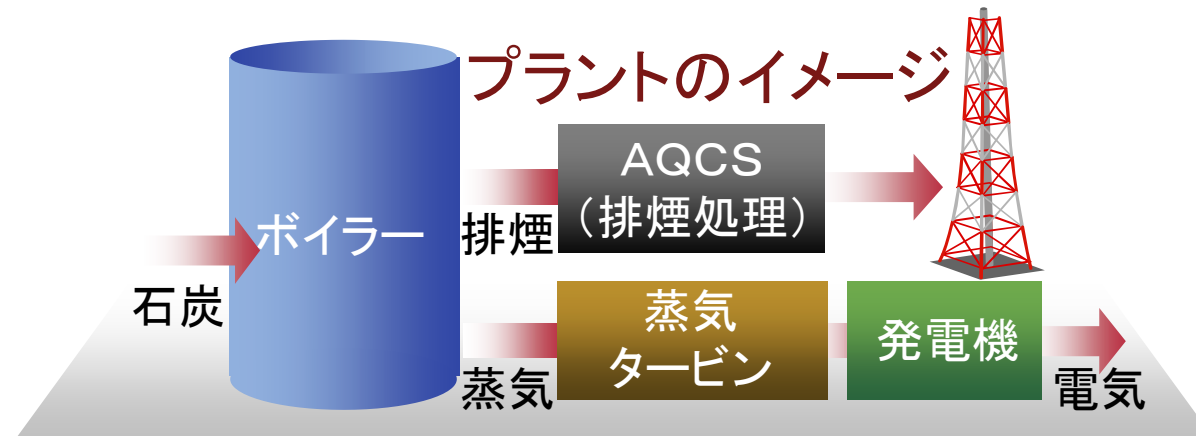 プラントのイメージ
AQCS
（排煙処理）
ボイラー
排煙
石炭
蒸気
タービン
発電機
蒸気
電気